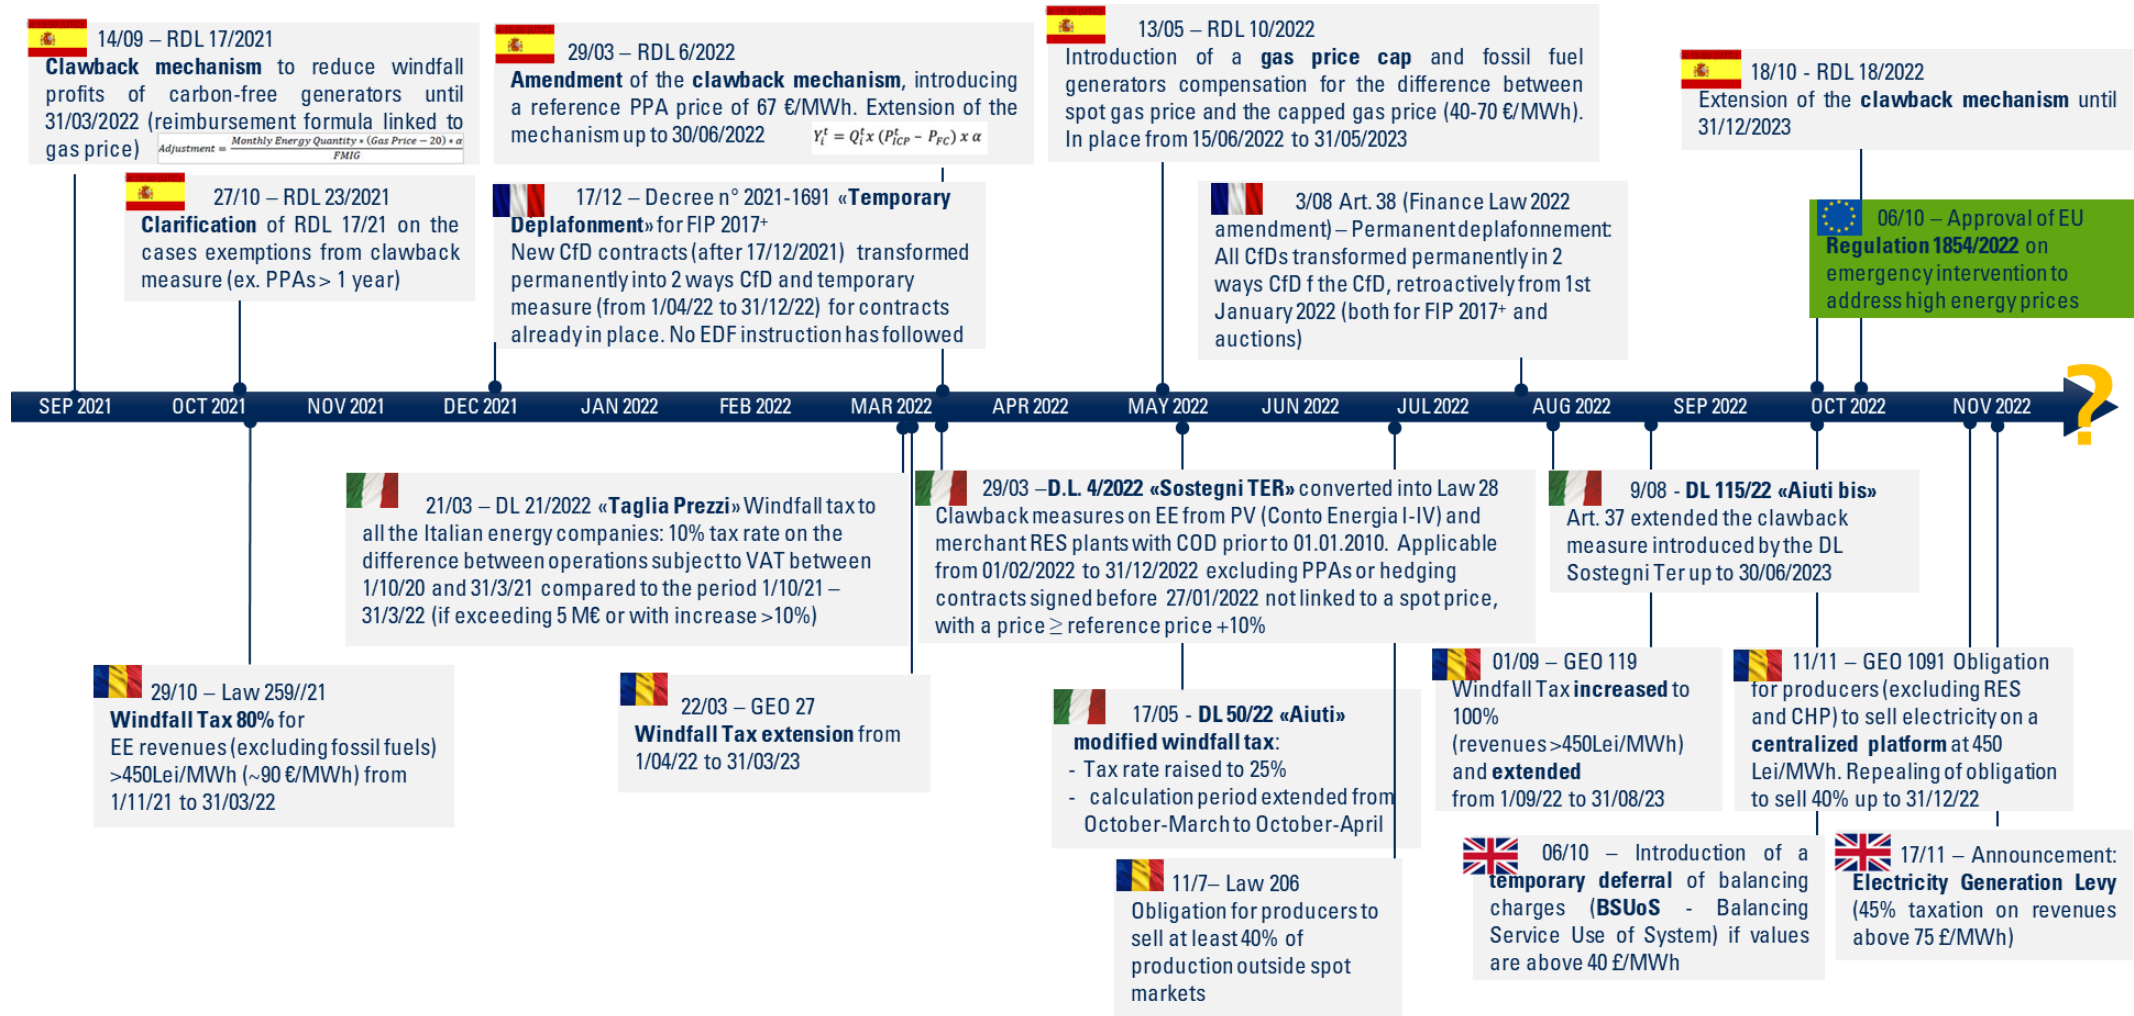 14/09 – RDL 17/2021
Clawback mechanism to reduce windfall
profits of carbon-free generators until
31/03/2022 (reimbursement formula linked to
gas price)
Adjustment = Monthly Energy Quantity * (Gas Price − 20) * α
FMIG
29/03 – RDL 6/2022
Amendment of the clawback mechanism, introducing
a reference PPA price of 67 €/MWh. Extension of the
mechanism up to 30/06/2022
13/05 – RDL 10/2022
Introduction of a gas price cap and fossil fuel
generators compensation for the difference between
spot gas price and the capped gas price (40-70 €/MWh).
In place from 15/06/2022 to 31/05/2023
18/10 - RDL 18/2022
Extension of the clawback mechanism until
31/12/2023
27/10 – RDL 23/2021
Clarification of RDL 17/21 on the
cases exemptions from clawback
measure (ex. PPAs > 1 year)
17/12 – Decree n° 2021-1691 «Temporary
Deplafonment» for FIP 2017+
New CfD contracts (after 17/12/2021) transformed
permanently into 2 ways CfD and temporary
measure (from 1/04/22 to 31/12/22) for contracts
already in place. No EDF instruction has followed
3/08 Art. 38 (Finance Law 2022
amendment) – Permanent deplafonnement:
All CfDs transformed permanently in 2
ways CfD f the CfD, retroactively from 1st
January 2022 (both for FIP 2017+ and
auctions)
06/10 – Approval of EU
Regulation 1854/2022 on
emergency intervention to
address high energy prices
SEP 2021 OCT 2021 NOV 2021 DEC 2021 JAN 2022 FEB 2022 MAR 2022 APR 2022 MAY 2022 JUN 2022 JUL 2022 AUG 2022 SEP 2022 OCT 2022 NOV 2022 ?
21/03 – DL 21/2022 «Taglia Prezzi» Windfall tax to
all the Italian energy companies: 10% tax rate on the
difference between operations subject to VAT between
1/10/20 and 31/3/21 compared to the period 1/10/21 –
31/3/22 (if exceeding 5 M€ or with increase >10%)
29/03 –D.L. 4/2022 «Sostegni TER» converted into Law 28
Clawback measures on EE from PV (Conto Energia I-IV) and
merchant RES plants with COD prior to 01.01.2010. Applicable
from 01/02/2022 to 31/12/2022 excluding PPAs or hedging
contracts signed before 27/01/2022 not linked to a spot price,
with a price ≥ reference price +10%
9/08 - DL 115/22 «Aiuti bis»
Art. 37 extended the clawback
measure introduced by the DL
Sostegni Ter up to 30/06/2023
29/10 – Law 259//21
Windfall Tax 80% for
EE revenues (excluding fossil fuels)
>450Lei/MWh (~90 €/MWh) from
1/11/21 to 31/03/22
22/03 – GEO 27
Windfall Tax extension from
1/04/22 to 31/03/23
17/05 - DL 50/22 «Aiuti»
modified windfall tax:
- Tax rate raised to 25%
- calculation period extended from
October-March to October-April
01/09 – GEO 119
Windfall Tax increased to
100%
(revenues >450Lei/MWh)
and extended
from 1/09/22 to 31/08/23
11/11 – GEO 1091 Obligation
for producers (excluding RES
and CHP) to sell electricity on a
centralized platform at 450
Lei/MWh. Repealing of obligation
to sell 40% up to 31/12/22
11/7– Law 206
Obligation for producers to
sell at least 40% of
production outside spot
markets
06/10 – Introduction of a
temporary deferral of balancing
charges (BSUoS - Balancing
Service Use of System) if values
are above 40 £/MWh
17/11 – Announcement:
Electricity Generation Levy
(45% taxation on revenues
above 75 £/MWh)